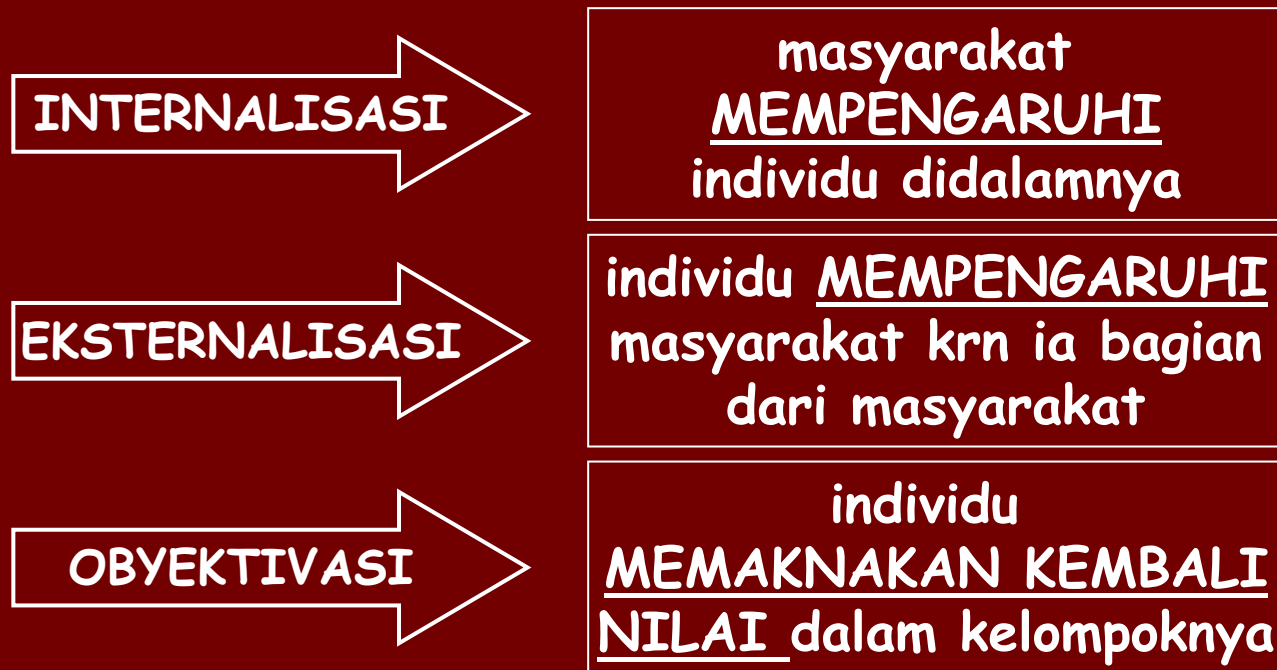 INTERNALISASI
masyarakat
MEMPENGARUHI
individu didalamnya
EKSTERNALISASI
individu MEMPENGARUHI
masyarakat krn ia bagian
dari masyarakat
OBYEKTIVASI
individu
MEMAKNAKAN KEMBALI
NILAI dalam kelompoknya